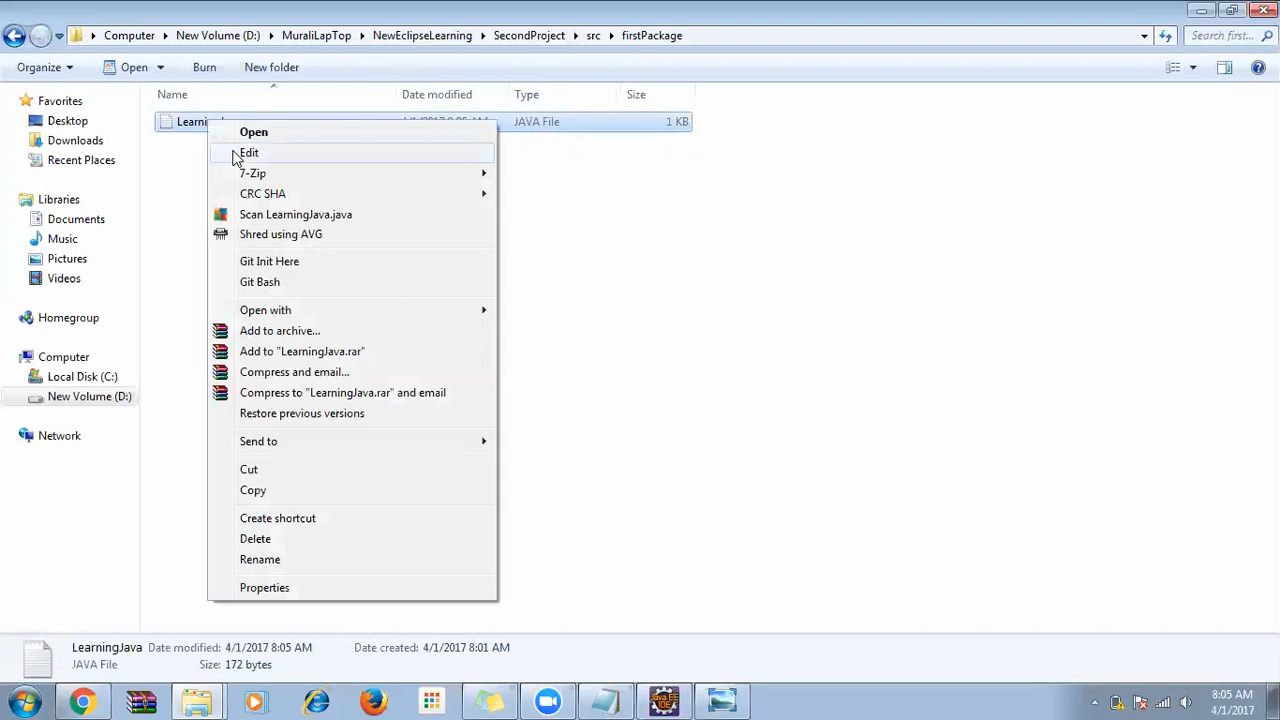 Computer New Volume (D:) MuraliLapTop NewEclipseLearning SecondProject src firstPackage
Search firstPacka...
Organize Open Burn New folder
Name Date modified Type Size
JAVA File 1 KB
Favorites
Desktop
Downloads
Recent Places
Libraries
Documents
Music
Pictures
Videos
Homegroup
Computer
Local Disk (C:)
New Volume (D:)
Network
Open
Edit
7-Zip
CRC SHA
Scan LearningJava.java
Shred using AVG
Git Init Here
Git Bash
Open with
Add to archive...
Add to "LearningJava.rar"
Compress and email...
Compress to "LearningJava.rar" and email
Restore previous versions
Send to
Cut
Copy
Create shortcut
Delete
Rename
Properties
LearningJava Date modified: 4/1/2017 8:05 AM Date created: 4/1/2017 8:01 AM
JAVA File Size: 172 bytes
8:05 AM
4/1/2017